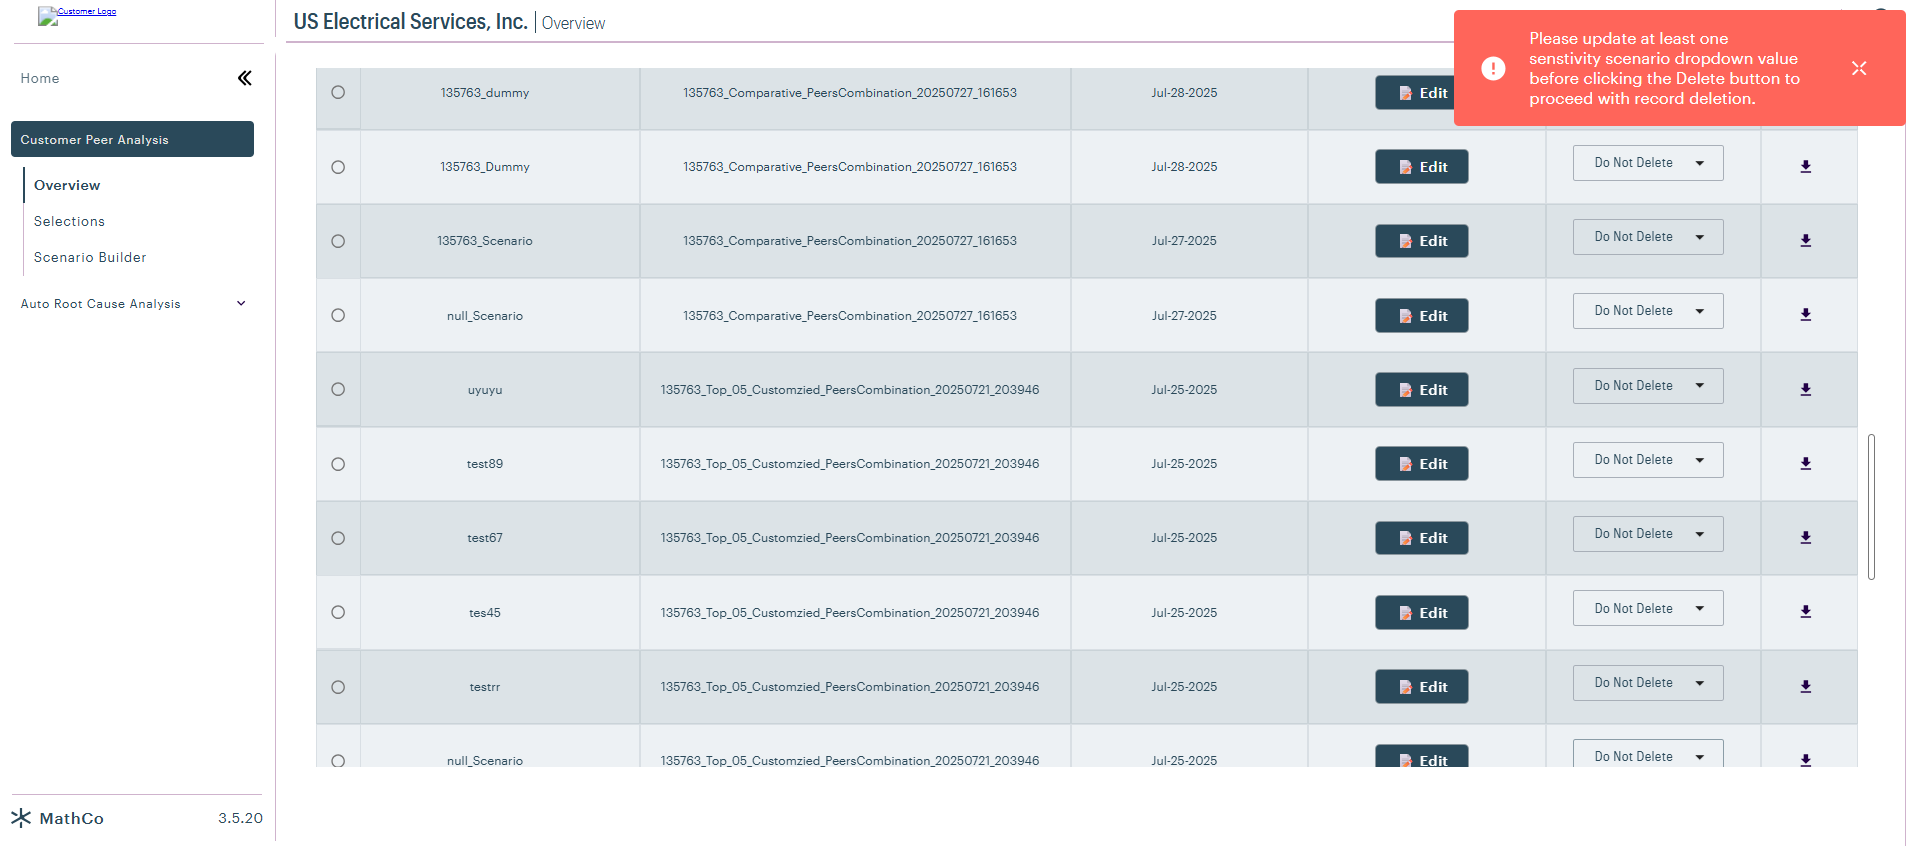 Customer Logo
US Electrical Services, Inc. | Overview
Please update at least one
senstivity scenario dropdown value
before clicking the Delete button to
proceed with record deletion.
Home
Customer Peer Analysis
Overview
Selections
Scenario Builder
Auto Root Cause Analysis
135763_dummy 135763_Comparative_PeersCombination_20250727_161653 Jul-28-2025 Edit
135763_Dummy 135763_Comparative_PeersCombination_20250727_161653 Jul-28-2025 Edit Do Not Delete
135763_Scenario 135763_Comparative_PeersCombination_20250727_161653 Jul-27-2025 Edit Do Not Delete
null_Scenario 135763_Comparative_PeersCombination_20250727_161653 Jul-27-2025 Edit Do Not Delete
uyuyu 135763_Top_05_Customzied_PeersCombination_20250721_203946 Jul-25-2025 Edit Do Not Delete
test89 135763_Top_05_Customzied_PeersCombination_20250721_203946 Jul-25-2025 Edit Do Not Delete
test67 135763_Top_05_Customzied_PeersCombination_20250721_203946 Jul-25-2025 Edit Do Not Delete
tes45 135763_Top_05_Customzied_PeersCombination_20250721_203946 Jul-25-2025 Edit Do Not Delete
testrr 135763_Top_05_Customzied_PeersCombination_20250721_203946 Jul-25-2025 Edit Do Not Delete
null_Scenario 135763_Top_05_Customzied_PeersCombination_20250721_203946 Jul-25-2025 Edit Do Not Delete
MathCo 3.5.20